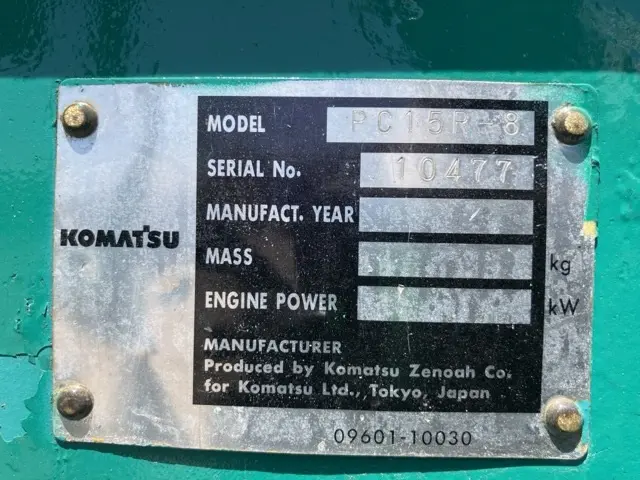 MODEL PC15R-8
SERIAL No. 10477
MANUFACT. YEAR
KOMATSU
MASS kg
ENGINE POWER kW
MANUFACTURER
Produced by Komatsu Zenoah Co.
for Komatsu Ltd., Tokyo, Japan
09601-10030